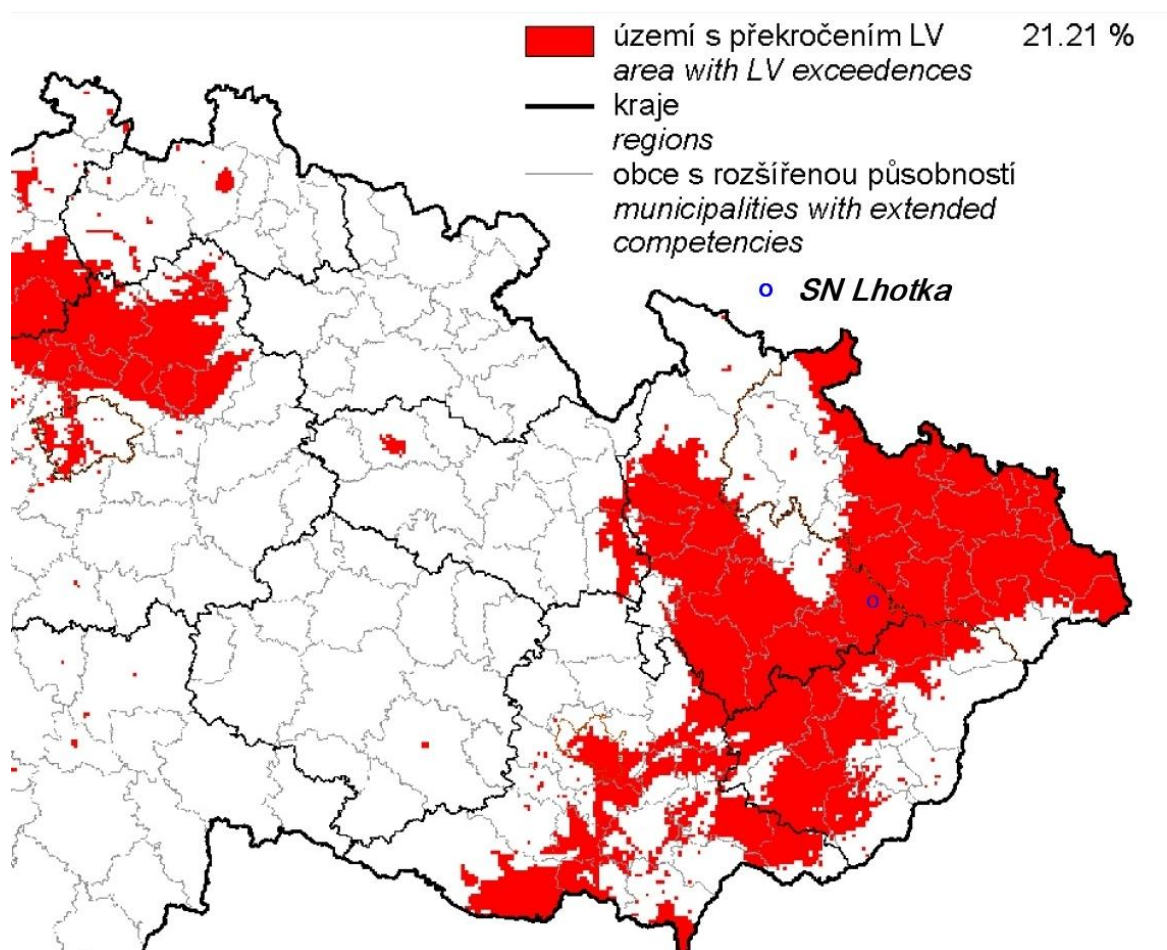 území s překročením LV 21.21 %
area with LV exceedences
kraje
regions
obce s rozšířenou působností
municipalities with extended
competencies
SN Lhotka